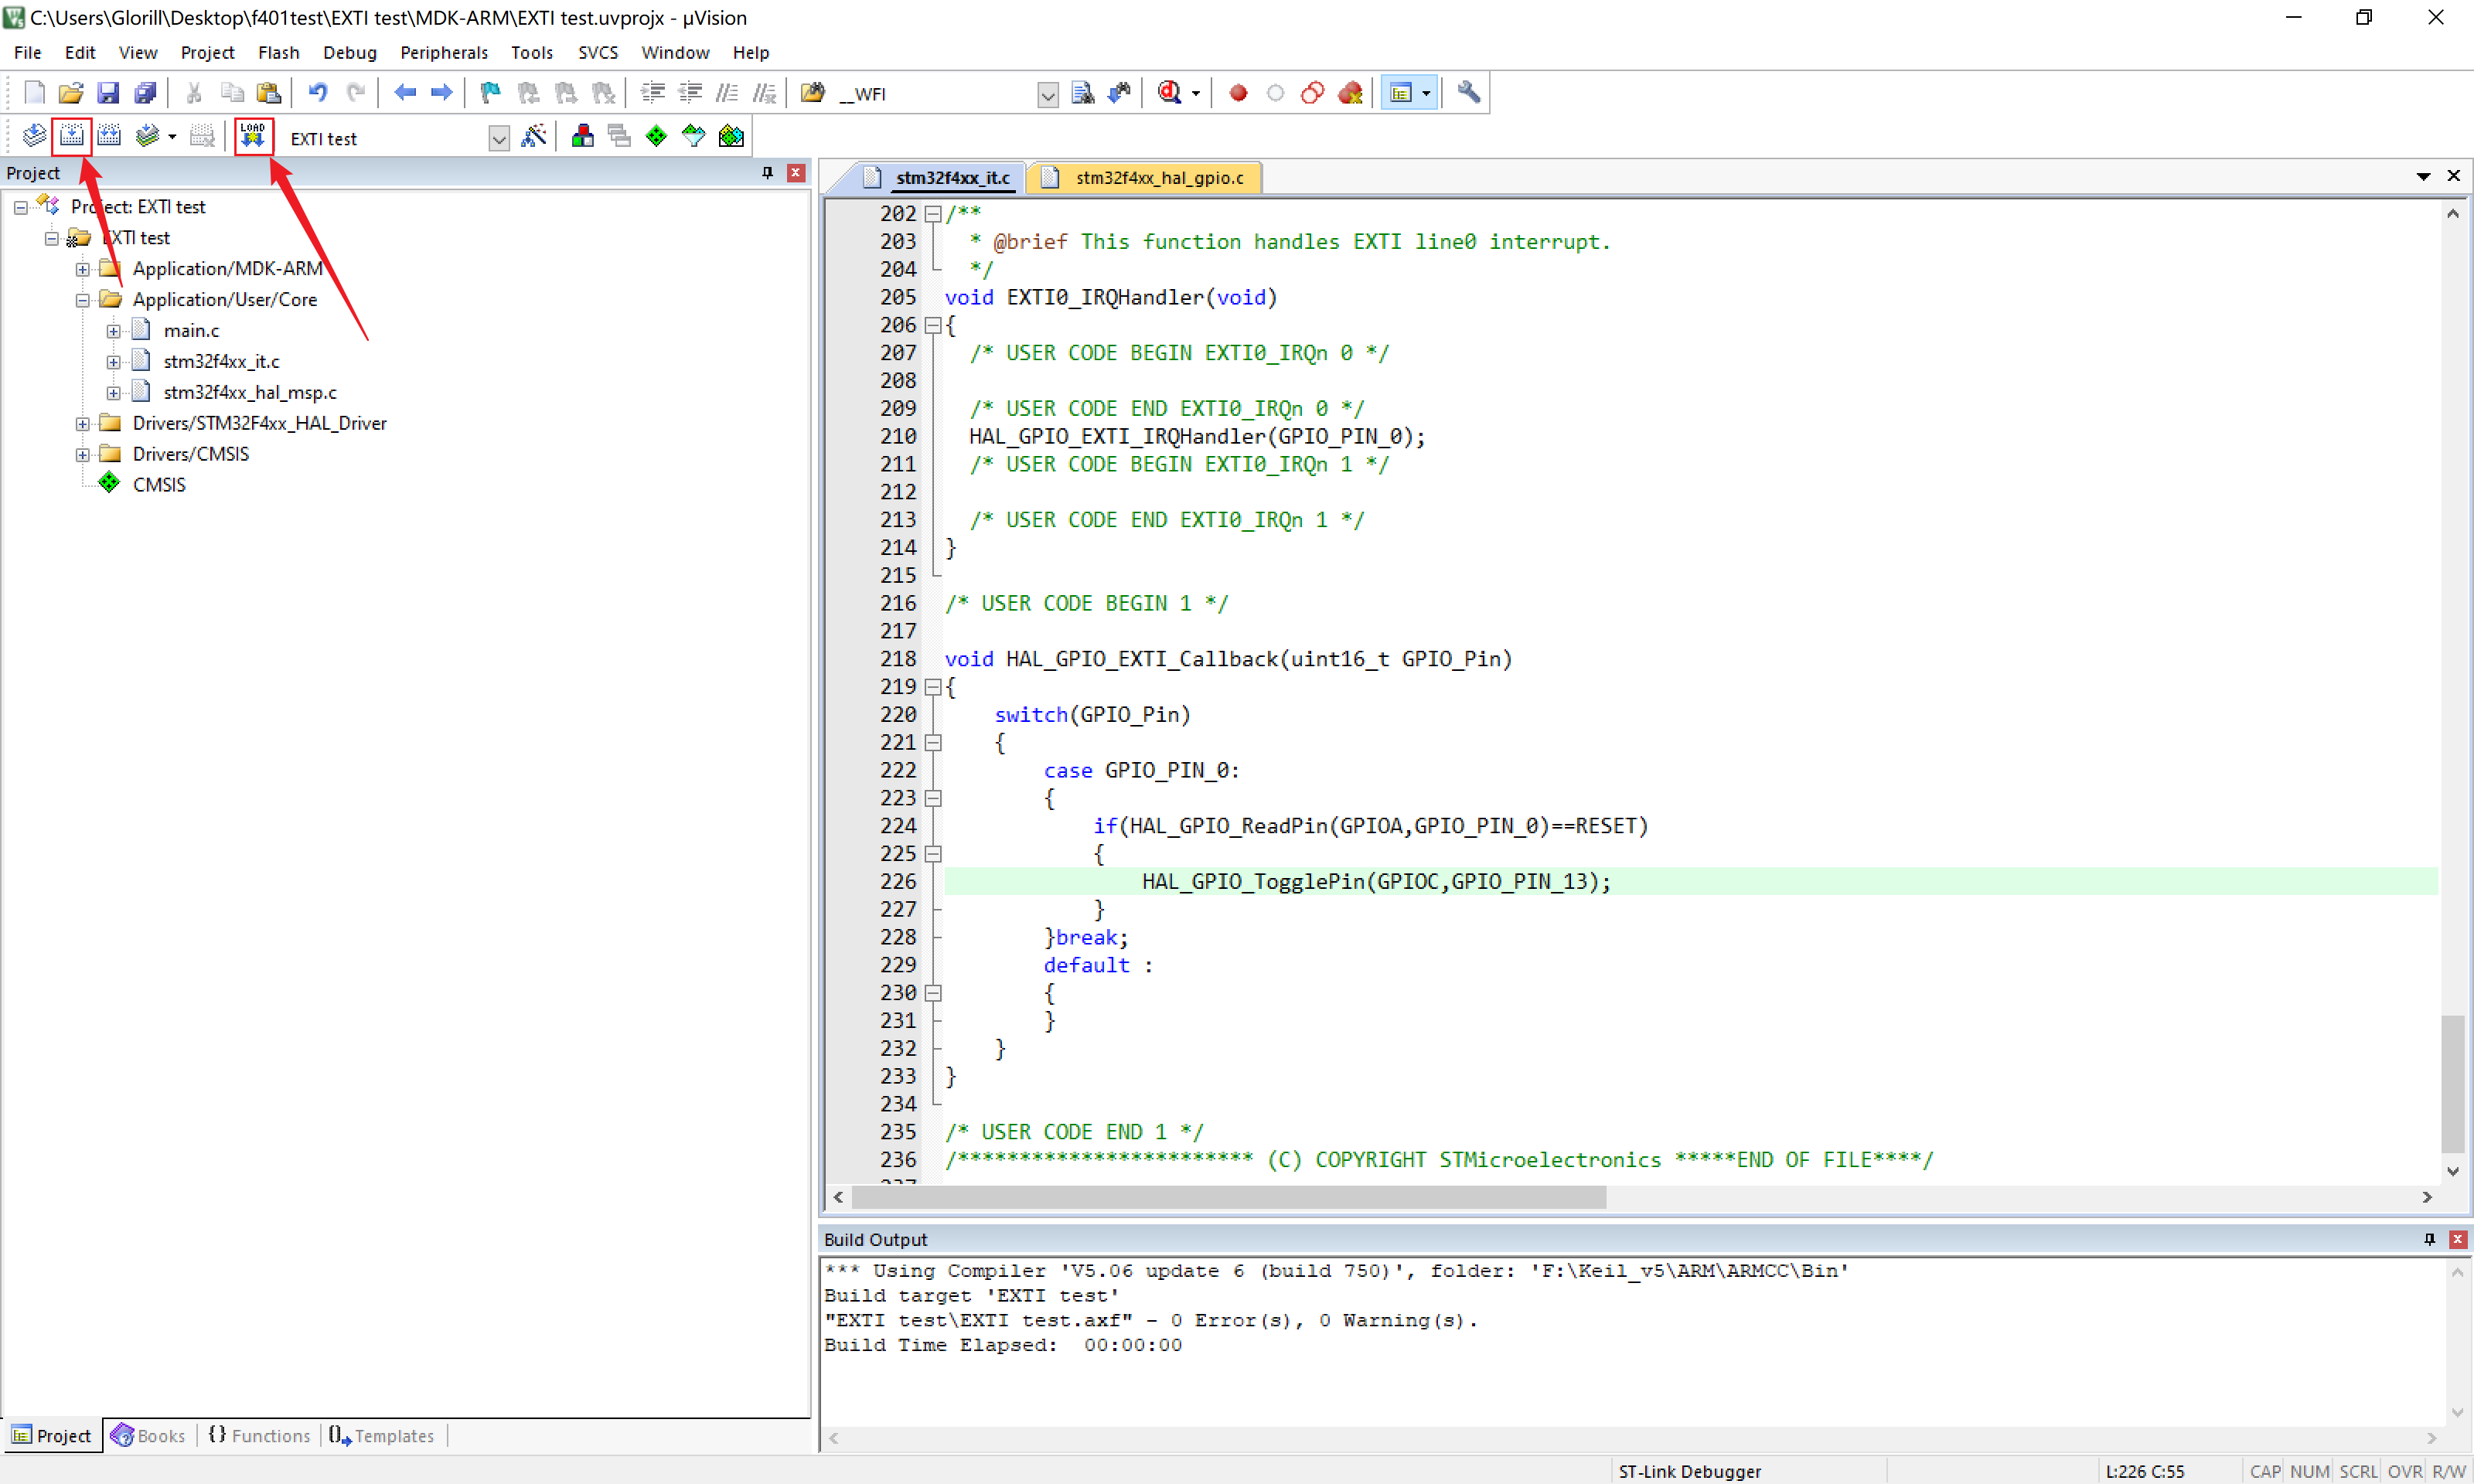 C:\Users\Glorill\Desktop\f401test\EXTI test\MDK-ARM\EXTI test.uvprojx - µVision
File Edit View Project Flash Debug Peripherals Tools SVCS Window Help
__WFI
LOAD EXTI test
Project
Project: EXTI test
EXTI test
Application/MDK-ARM
Application/User/Core
main.c
stm32f4xx_it.c
stm32f4xx_hal_msp.c
Drivers/STM32F4xx_HAL_Driver
Drivers/CMSIS
CMSIS
Project Books Functions Templates
stm32f4xx_it.c stm32f4xx_hal_gpio.c
202 /**
203 * @brief This function handles EXTI line0 interrupt.
204 */
205 void EXTI0_IRQHandler(void)
206 {
207 /* USER CODE BEGIN EXTI0_IRQn 0 */
208
209 /* USER CODE END EXTI0_IRQn 0 */
210 HAL_GPIO_EXTI_IRQHandler(GPIO_PIN_0);
211 /* USER CODE BEGIN EXTI0_IRQn 1 */
212
213 /* USER CODE END EXTI0_IRQn 1 */
214 }
215
216 /* USER CODE BEGIN 1 */
217
218 void HAL_GPIO_EXTI_Callback(uint16_t GPIO_Pin)
219 {
220 switch(GPIO_Pin)
221 {
222 case GPIO_PIN_0:
223 {
224 if(HAL_GPIO_ReadPin(GPIOA,GPIO_PIN_0)==RESET)
225 {
226 HAL_GPIO_TogglePin(GPIOC,GPIO_PIN_13);
227 }
228 }break;
229 default :
230 {
231 }
232 }
233 }
234
235 /* USER CODE END 1 */
236 /************************ (C) COPYRIGHT STMicroelectronics *****END OF FILE****/
Build Output
*** Using Compiler 'V5.06 update 6 (build 750)', folder: 'F:\Keil_v5\ARM\ARMCC\Bin'
Build target 'EXTI test'
"EXTI test\EXTI test.axf" - 0 Error(s), 0 Warning(s).
Build Time Elapsed:  00:00:00
ST-Link Debugger L:226 C:55 CAP NUM SCRL OVR R/W